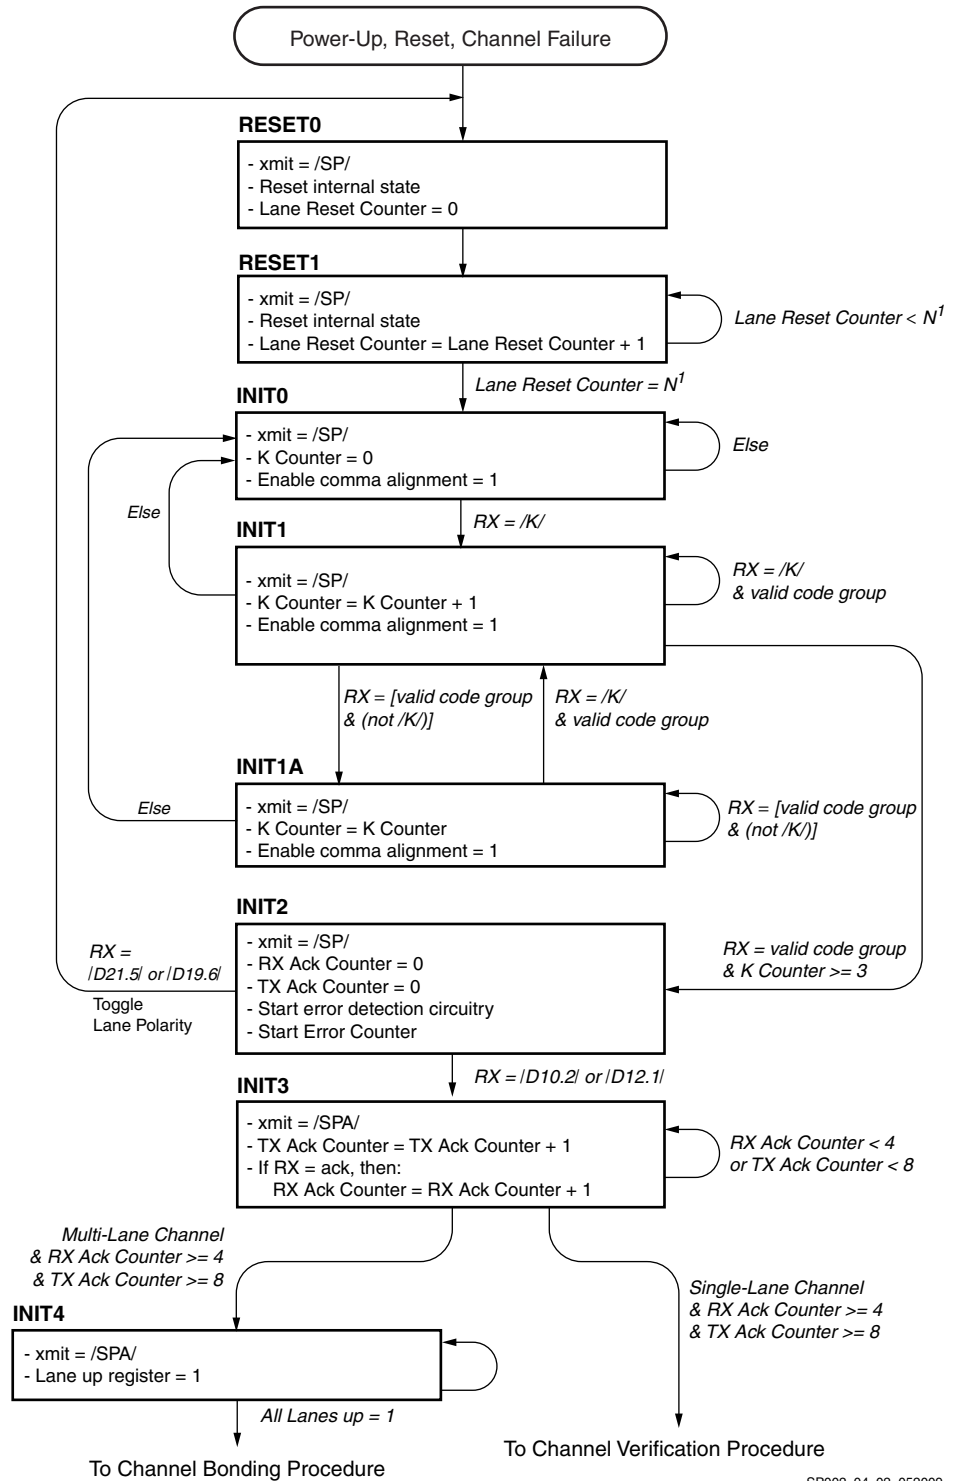 Power-Up, Reset, Channel Failure
RESET0
- xmit = /SP/
- Reset internal state
- Lane Reset Counter = 0
RESET1
- xmit = /SP/
- Reset internal state
- Lane Reset Counter = Lane Reset Counter + 1
Lane Reset Counter < N1
Lane Reset Counter = N1
INIT0
- xmit = /SP/
- K Counter = 0
- Enable comma alignment = 1
Else
Else
RX = /K/
INIT1
- xmit = /SP/
- K Counter = K Counter + 1
- Enable comma alignment = 1
RX = /K/
& valid code group
RX = [valid code group
& (not /K/)]
RX = /K/
& valid code group
INIT1A
- xmit = /SP/
- K Counter = K Counter
- Enable comma alignment = 1
Else
RX = [valid code group
& (not /K/)]
INIT2
- xmit = /SP/
- RX Ack Counter = 0
- TX Ack Counter = 0
- Start error detection circuitry
- Start Error Counter
RX =
/D21.5/ or /D19.6/
Toggle
Lane Polarity
RX = valid code group
& K Counter >= 3
RX = /D10.2/ or /D12.1/
INIT3
- xmit = /SPA/
- TX Ack Counter = TX Ack Counter + 1
- If RX = ack, then:
RX Ack Counter = RX Ack Counter + 1
RX Ack Counter < 4
or TX Ack Counter < 8
Multi-Lane Channel
& RX Ack Counter >= 4
& TX Ack Counter >= 8
Single-Lane Channel
& RX Ack Counter >= 4
& TX Ack Counter >= 8
INIT4
- xmit = /SPA/
- Lane up register = 1
All Lanes up = 1
To Channel Verification Procedure
To Channel Bonding Procedure